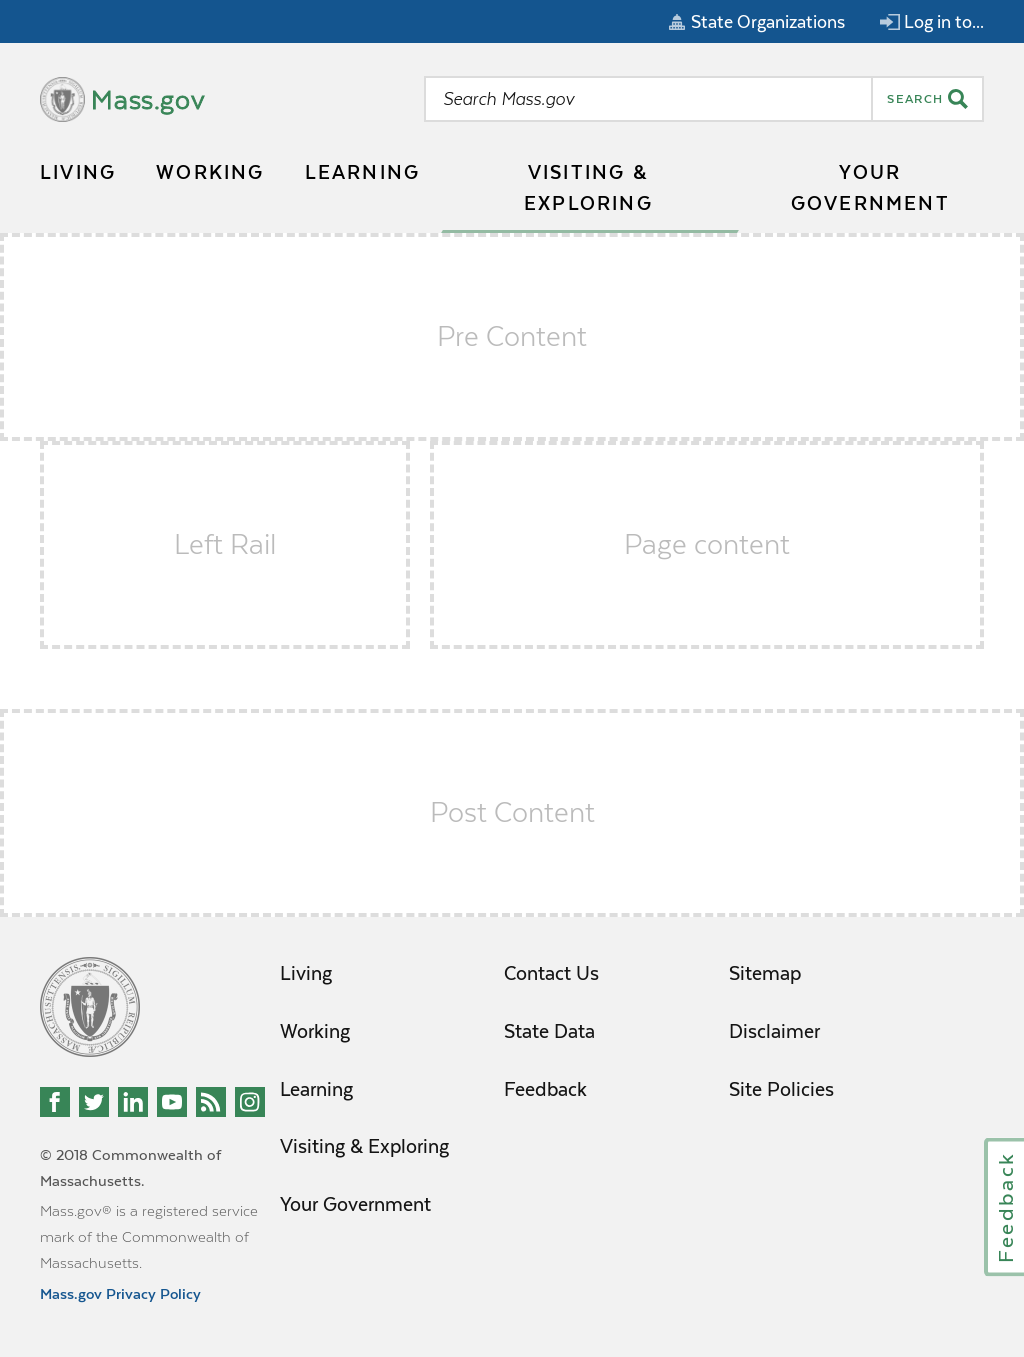 State Organizations
Log in to...
Mass.gov
Search Mass.gov
SEARCH
LIVING
WORKING
LEARNING
VISITING &
EXPLORING
YOUR
GOVERNMENT
Pre Content
Left Rail
Page content
Post Content
Living
Working
Learning
Visiting & Exploring
Your Government
Contact Us
State Data
Feedback
Sitemap
Disclaimer
Site Policies
© 2018 Commonwealth of
Massachusetts.
Mass.gov® is a registered service
mark of the Commonwealth of
Massachusetts.
Mass.gov Privacy Policy
Feedback